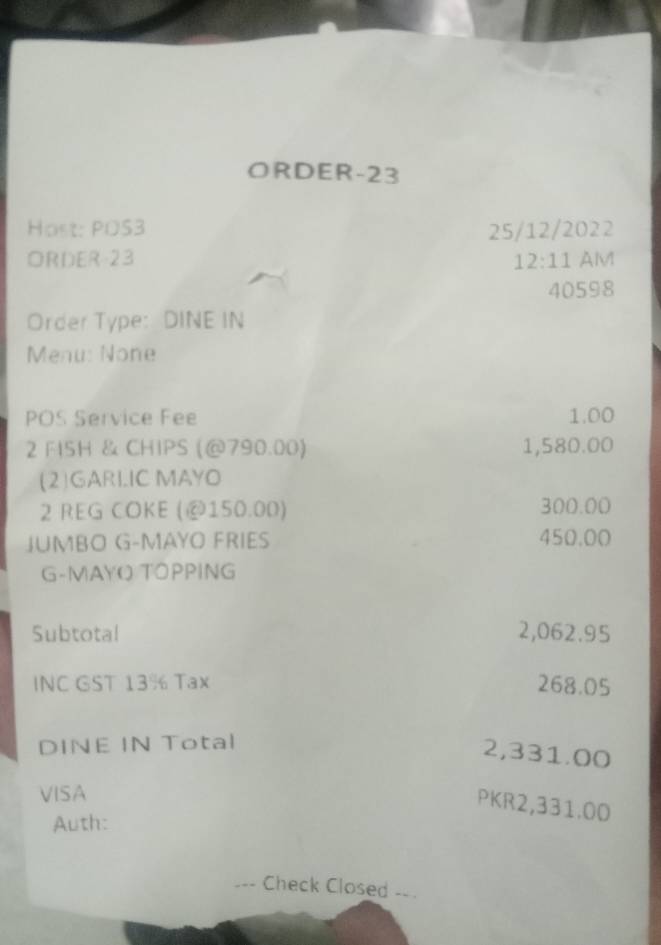 ORDER-23
Host: POS3 25/12/2022
ORDER-23 12:11 AM
40598
Order Type: DINE IN
Menu: None
POS Service Fee 1.00
2 FISH & CHIPS (@790.00) 1,580.00
(2)GARLIC MAYO
2 REG COKE (@150.00) 300.00
JUMBO G-MAYO FRIES 450.00
G-MAYO TOPPING
Subtotal 2,062.95
INC GST 13% Tax 268.05
DINE IN Total 2,331.00
VISA PKR2,331.00
Auth:
--- Check Closed ---